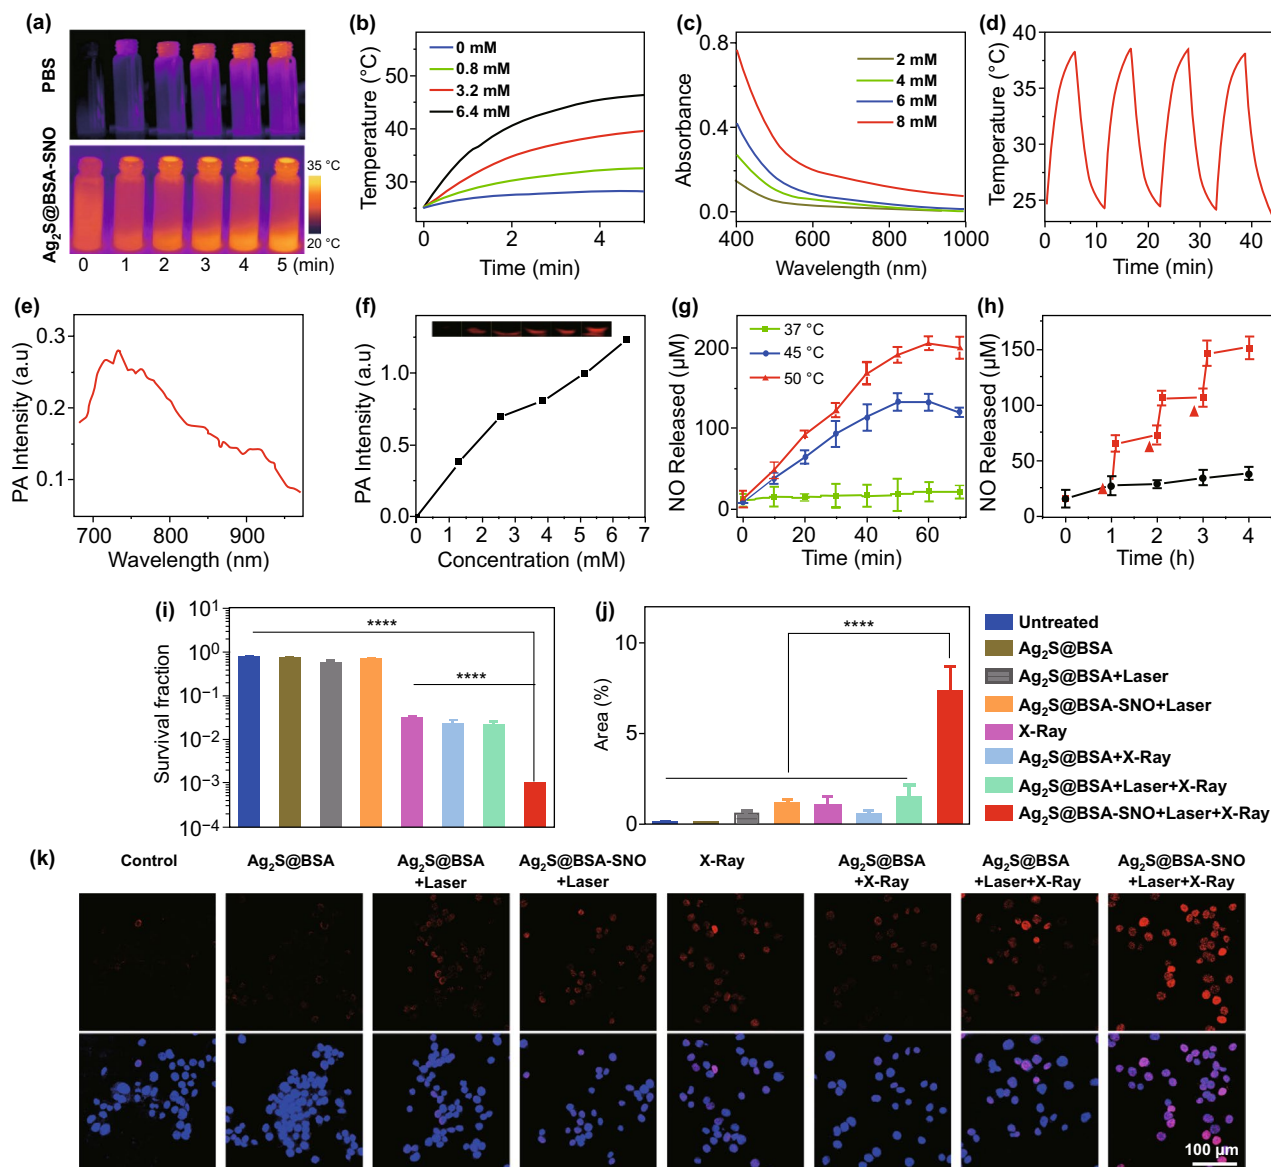 (a)
PBS
Ag2S@BSA-SNO
35 °C
20 °C
0 1 2 3 4 5 (min)
(b)
Temperature (°C)
50
40
30
0 mM
0.8 mM
3.2 mM
6.4 mM
0 2 4
Time (min)
(c)
Absorbance
0.8
0.4
0.0
2 mM
4 mM
6 mM
8 mM
400 600 800 1000
Wavelength (nm)
(d)
Temperature (°C)
40
35
30
25
0 10 20 30 40
Time (min)
(e)
PA Intensity (a.u)
0.3
0.2
0.1
700 800 900
Wavelength (nm)
(f)
PA Intensity (a.u)
1.0
0.5
0.0
0 1 2 3 4 5 6 7
Concentration (mM)
(g)
NO Released (µM)
200
100
0
37 °C
45 °C
50 °C
0 20 40 60
Time (min)
(h)
NO Released (µM)
150
100
50
0
0 1 2 3 4
Time (h)
(i)
Survival fraction
10^1
10^0
10^−1
10^−2
10^−3
10^−4
****
****
(j)
Area (%)
10
5
0
****
Untreated
Ag2S@BSA
Ag2S@BSA+Laser
Ag2S@BSA-SNO+Laser
X-Ray
Ag2S@BSA+X-Ray
Ag2S@BSA+Laser+X-Ray
Ag2S@BSA-SNO+Laser+X-Ray
(k)
Control
Ag2S@BSA
Ag2S@BSA
+Laser
Ag2S@BSA-SNO
+Laser
X-Ray
Ag2S@BSA
+X-Ray
Ag2S@BSA
+Laser+X-Ray
Ag2S@BSA-SNO
+Laser+X-Ray
100 µm